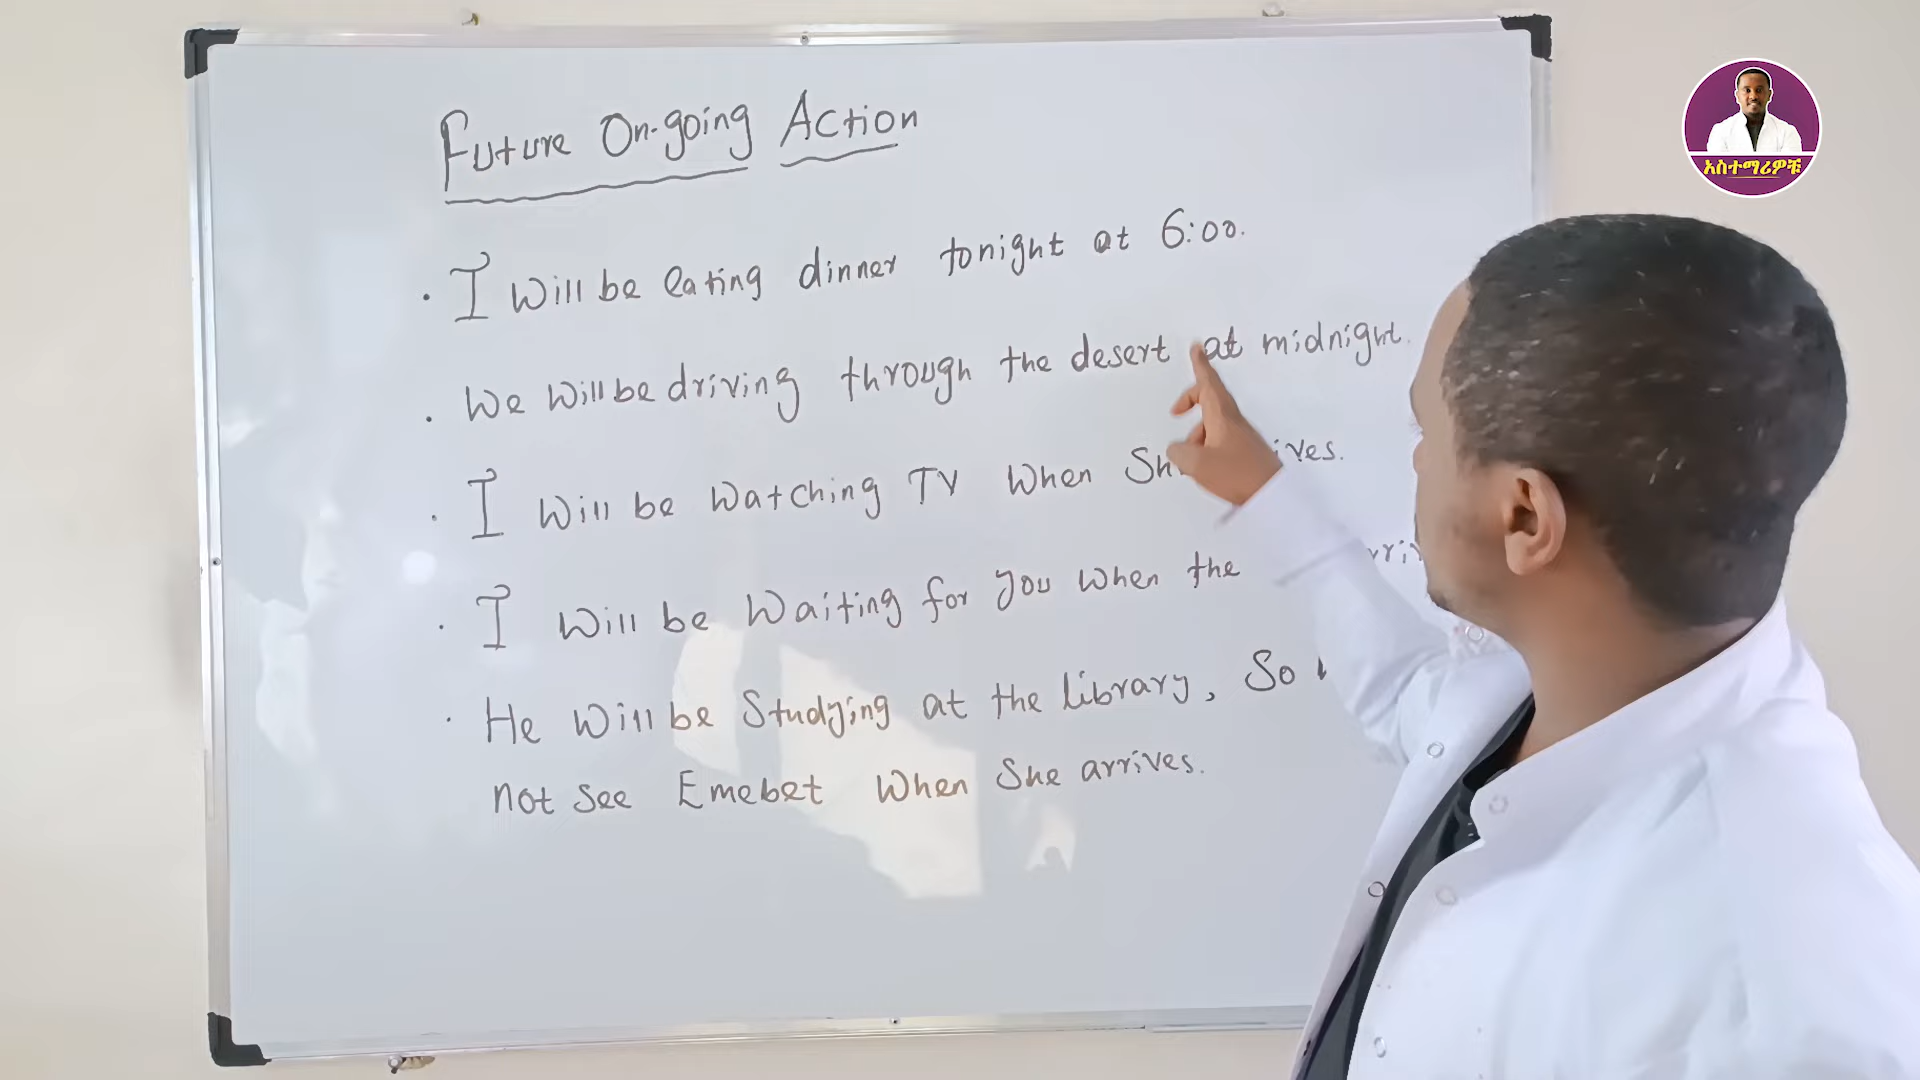 Future On-going Action
አስተማሪዎቹ
. I will be eating dinner tonight at 6:00.
. We will be driving through the desert at midnight.
. I will be watching TV when
. I will be waiting for you when the
. He will be Studying at the library, So
not see Emebet when She arrives.